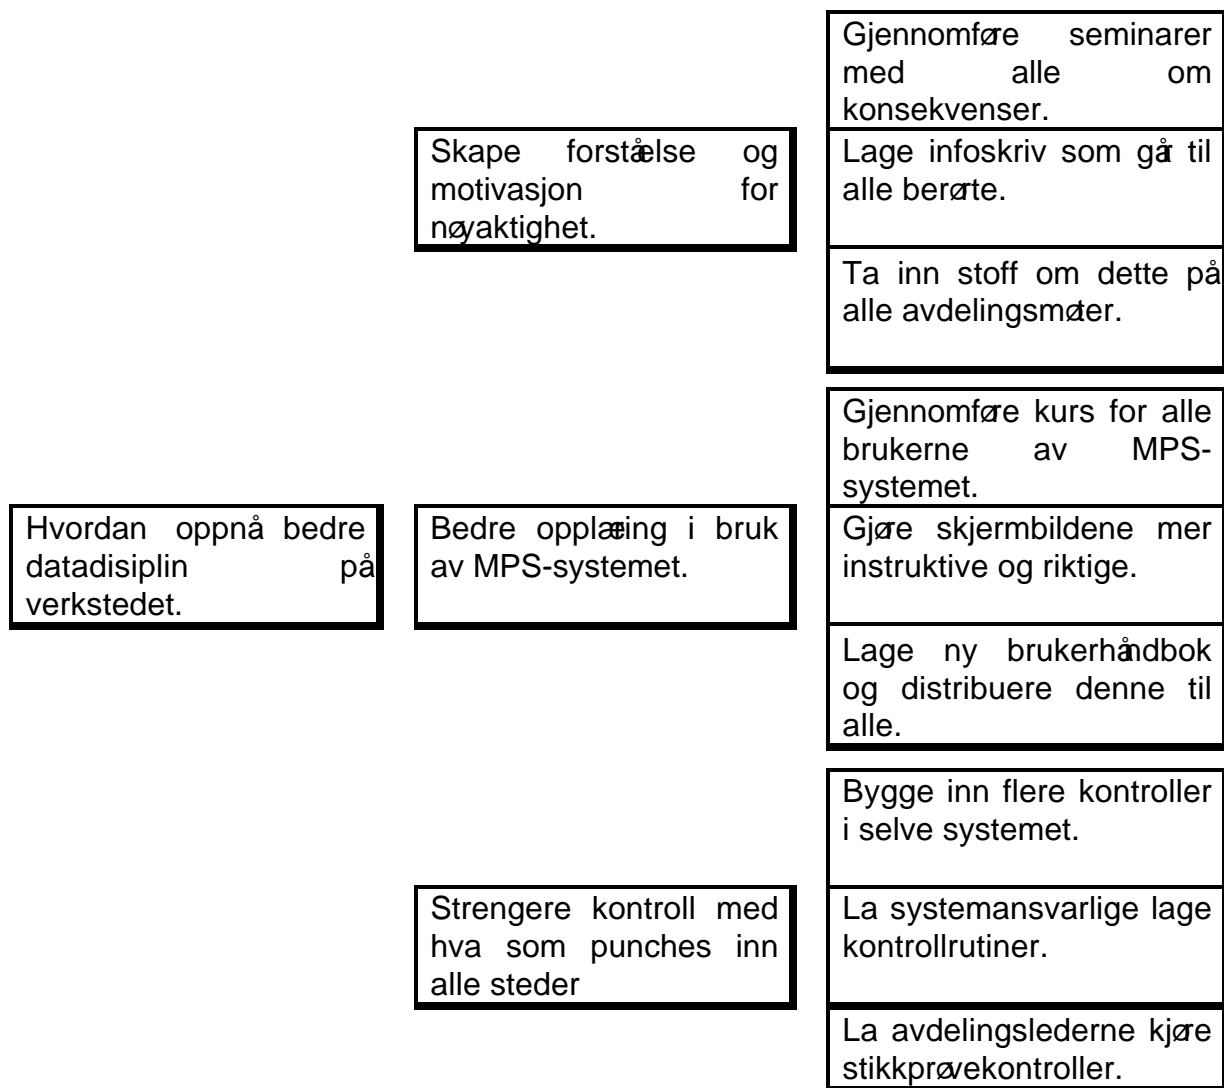 Gjennomføre seminarer
med alle om
konsekvenser.
Skape forståelse og
motivasjon for
nøyaktighet.
Lage infoskriv som går til
alle berørte.
Ta inn stoff om dette på
alle avdelingsmøter.
Gjennomføre kurs for alle
brukerne av MPS-
systemet.
Hvordan oppnå bedre
datadisiplin på
verkstedet.
Bedre opplæring i bruk
av MPS-systemet.
Gjøre skjermbildene mer
instruktive og riktige.
Lage ny brukerhåndbok
og distribuere denne til
alle.
Bygge inn flere kontroller
i selve systemet.
Strengere kontroll med
hva som punches inn
alle steder
La systemansvarlige lage
kontrollrutiner.
La avdelingslederne kjøre
stikkprøvekontroller.